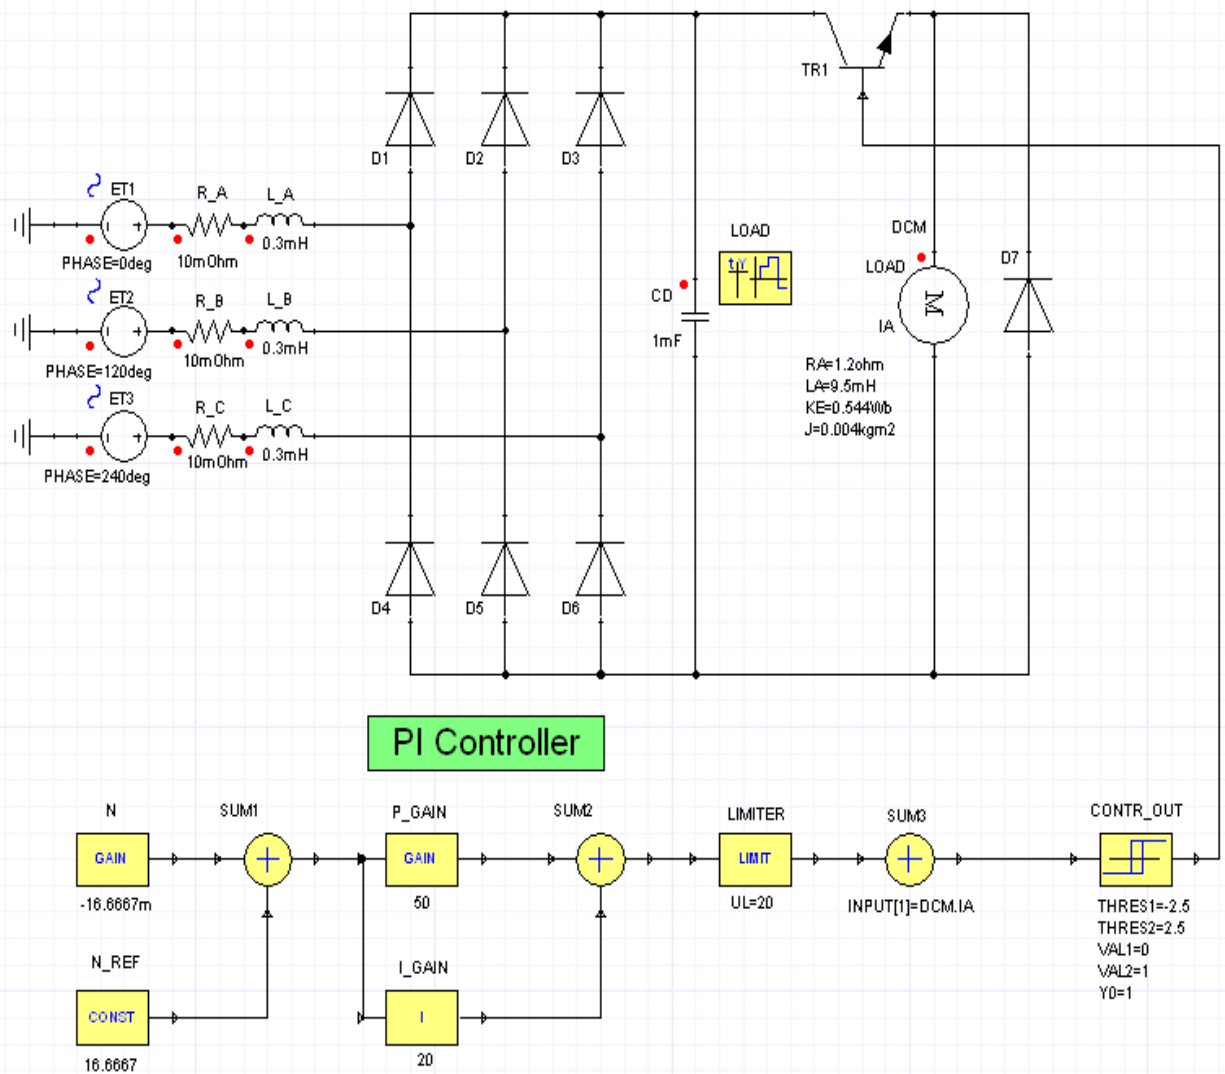 TR1
D1
D2
D3
ET1
R_A
L_A
PHASE=0deg
10mOhm
0.3mH
ET2
R_B
L_B
PHASE=120deg
10mOhm
0.3mH
ET3
R_C
L_C
PHASE=240deg
10mOhm
0.3mH
LOAD
t
Y
CD
1mF
DCM
LOAD
M
IA
D7
RA=1.2ohm
LA=9.5mH
KE=0.544Wb
J=0.004kgm2
D4
D5
D6
PI Controller
N
GAIN
-16.6667m
SUM1
P_GAIN
GAIN
50
SUM2
LIMITER
LIMIT
UL=20
SUM3
INPUT[1]=DCM.IA
CONTR_OUT
THRES1=-2.5
THRES2=2.5
VAL1=0
VAL2=1
Y0=1
N_REF
CONST
16.6667
I_GAIN
I
20